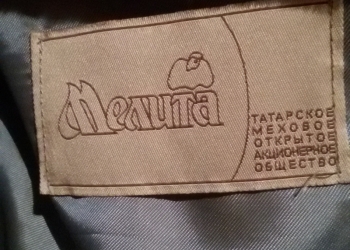 Мелита
ТАТАРСКОЕ
МЕХОВОЕ
ОТКРЫТОЕ
АКЦИОНЕРНОЕ
ОБЩЕСТВО